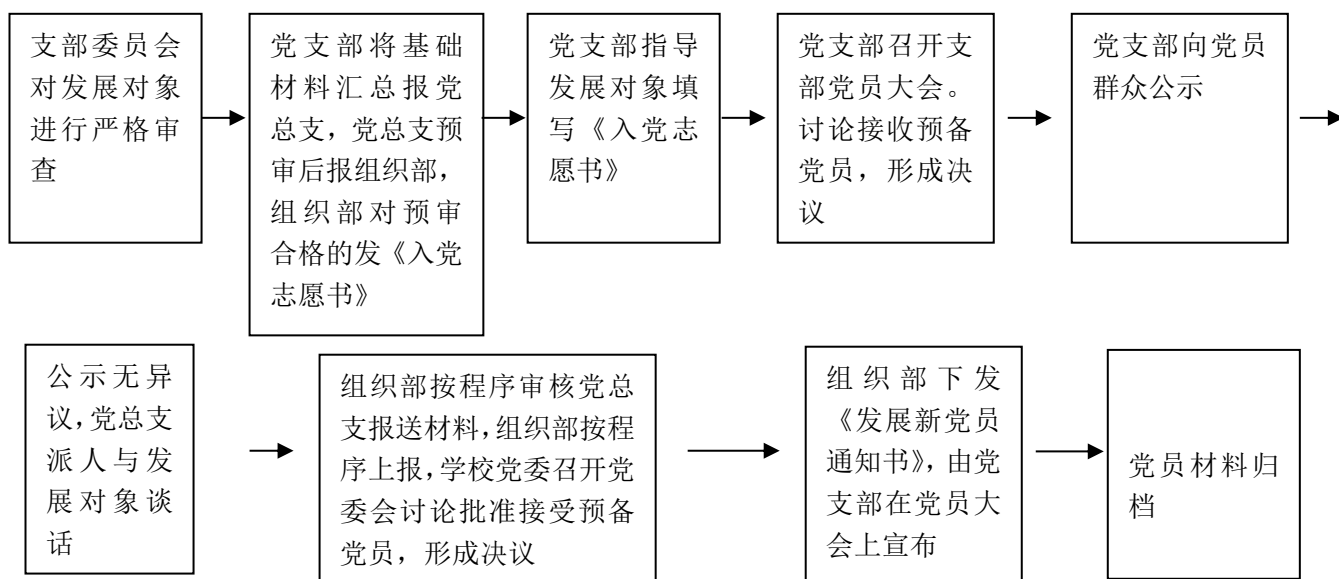 支部委员会
对发展对象
进行严格审
查
党支部将基础
材料汇总报党
总支，党总支预
审后报组织部，
组织部对预审
合格的发《入党
志愿书》
党支部指导
发展对象填
写《入党志
愿书》
党支部召开支
部党员大会。
讨论接收预备
党员，形成决
议
党支部向党员
群众公示
公示无异
议，党总支
派人与发
展对象谈
话
组织部按程序审核党总
支报送材料，组织部按程
序上报，学校党委召开党
委会讨论批准接受预备
党员，形成决议
组织部下发
《发展新党员
通知书》，由党
支部在党员大
会上宣布
党员材料归
档